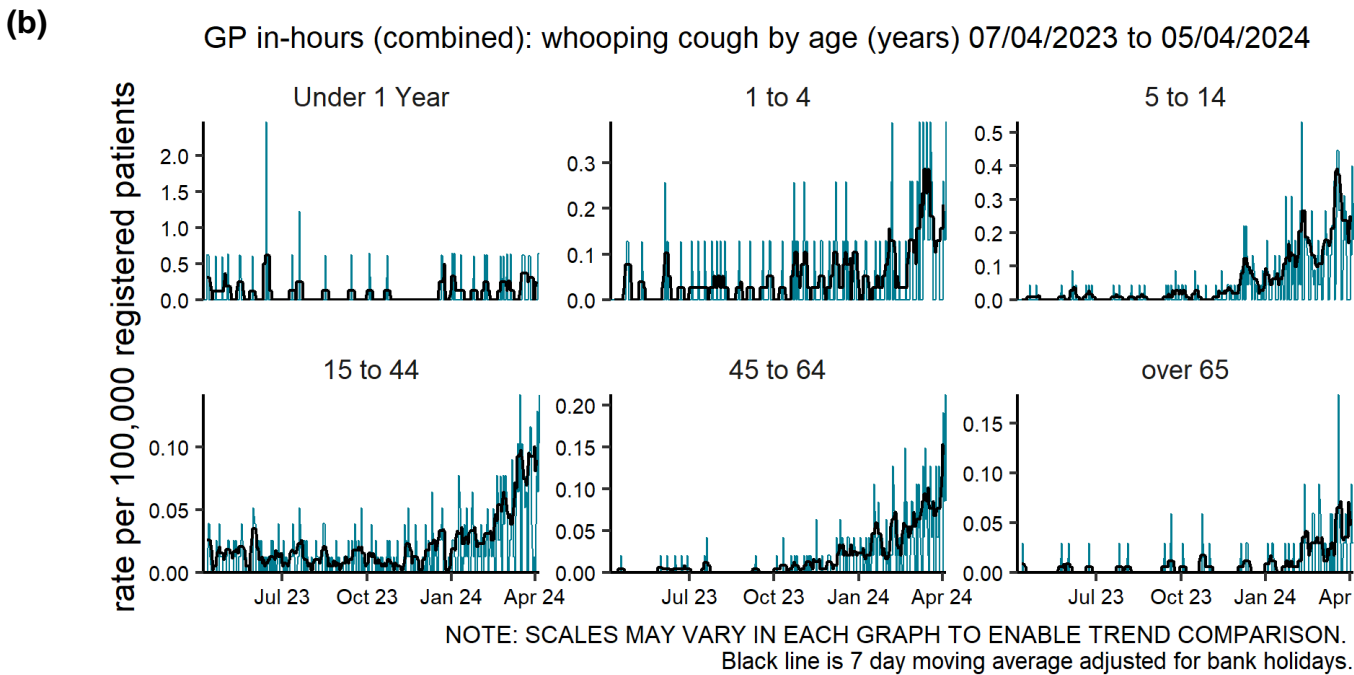 (b)
GP in-hours (combined): whooping cough by age (years) 07/04/2023 to 05/04/2024
rate per 100,000 registered patients
Under 1 Year
2.0
1.5
1.0
0.5
0.0
1 to 4
0.3
0.2
0.1
0.0
5 to 14
0.5
0.4
0.3
0.2
0.1
0.0
15 to 44
0.10
0.05
0.00
Jul 23 Oct 23 Jan 24 Apr 24
45 to 64
0.20
0.15
0.10
0.05
0.00
Jul 23 Oct 23 Jan 24 Apr 24
over 65
0.15
0.10
0.05
0.00
Jul 23 Oct 23 Jan 24 Apr
NOTE: SCALES MAY VARY IN EACH GRAPH TO ENABLE TREND COMPARISON.
Black line is 7 day moving average adjusted for bank holidays.